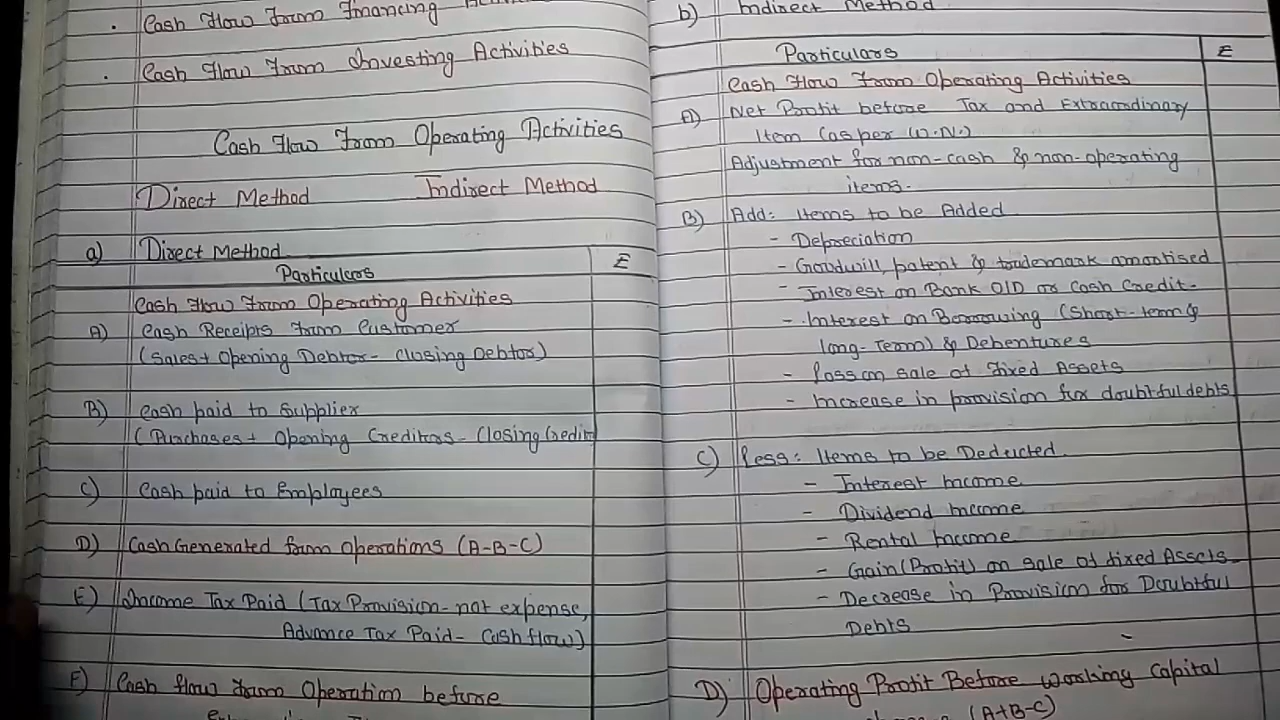 . Cash Flow From Financing
. Cash Flow From Investing Activities
Cash Flow From Operating Activities
Direct Method Indirect Method
a) Direct Method
Particulars ₹
Cash Flow From Operating Activities
A) Cash Receipts From Customer
(Sales+ Opening Debtor- Closing Debtor)
B) Cash paid to Supplier
(Purchases+ Opening Creditors- Closing Credit
C) Cash paid to Employees
D) Cash Generated from Operations (A-B-C)
E) Income Tax Paid (Tax Provision- not expense,
Advance Tax Paid- Cash flow)
F) Cash flow From Operation before
b) Indirect Method
Particulars ₹
Cash Flow From Operating Activities
A) Net Profit before Tax and Extraordinary
Item (as per W.N.)
Adjustment for non-cash & non-operating
items.
B) Add: Items to be Added
- Depreciation
- Goodwill, patent & trademark amortised
- Interest on Bank O/D or Cash Credit-
- Interest on Borrowing (Short-term &
long-Term) & Debentures
- Loss on sale of Fixed Assets
- Increase in provision for doubtful debts
C) Less: Items to be Deducted
- Interest Income
- Dividend Income
- Rental Income
- Gain (Profit) on sale of fixed Assets
- Decrease in Provision for Doubtful
Debts
D) Operating Profit Before Working Capital
(A+B-C)